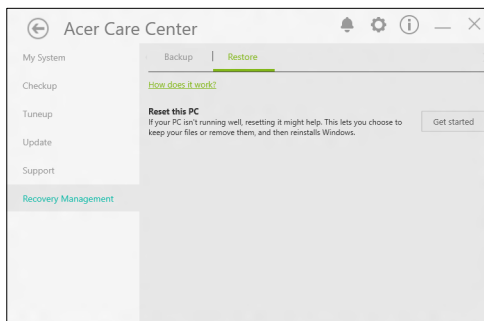 Acer Care Center
My System
Checkup
Tuneup
Update
Support
Recovery Management
Backup | Restore
How does it work?
Reset this PC
If your PC isn't running well, resetting it might help. This lets you choose to
keep your files or remove them, and then reinstalls Windows.
Get started